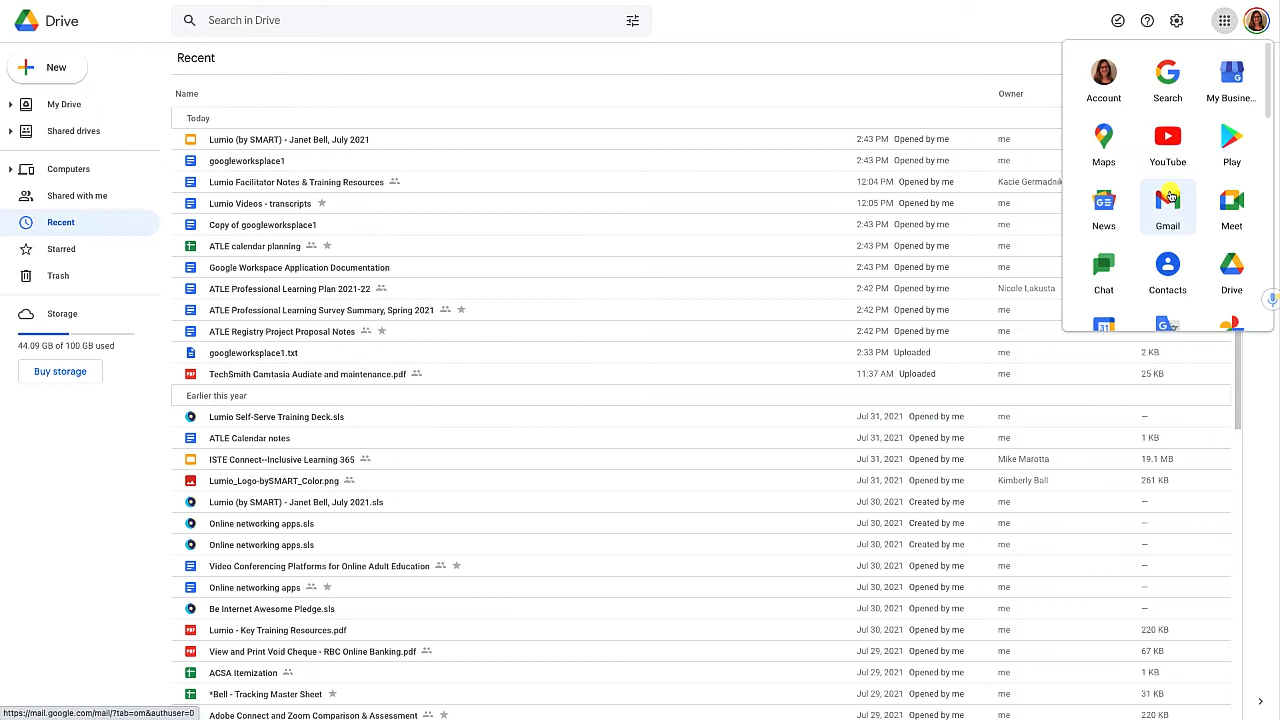 Drive
Search in Drive
New
My Drive
Shared drives
Computers
Shared with me
Recent
Starred
Trash
Storage
44.09 GB of 100 GB used
Buy storage
Recent
Name Owner
Today
Lumio (by SMART) - Janet Bell, July 2021 2:43 PM Opened by me me
googleworkspace1 2:43 PM Opened by me me
Lumio Facilitator Notes & Training Resources 12:04 PM Opened by me Kacie Germadnik
Lumio Videos - transcripts 12:05 PM Opened by me me
Copy of googleworkspace1 2:43 PM Opened by me me
ATLE calendar planning 2:43 PM Opened by me me
Google Workspace Application Documentation 2:43 PM Opened by me me
ATLE Professional Learning Plan 2021-22 2:42 PM Opened by me Nicole Lakusta
ATLE Professional Learning Survey Summary, Spring 2021 2:42 PM Opened by me me
ATLE Registry Project Proposal Notes 2:42 PM Opened by me me
googleworkspace1.txt 2:33 PM Uploaded me 2 KB
TechSmith Camtasia Audiate and maintenance.pdf 11:37 AM Uploaded me 25 KB
Earlier this year
Lumio Self-Serve Training Deck.sls Jul 31, 2021 Opened by me me —
ATLE Calendar notes Jul 31, 2021 Opened by me me 1 KB
ISTE Connect--Inclusive Learning 365 Jul 31, 2021 Opened by me Mike Marotta 19.1 MB
Lumio_Logo-bySMART_Color.png Jul 31, 2021 Opened by me Kimberly Ball 261 KB
Lumio (by SMART) - Janet Bell, July 2021.sls Jul 30, 2021 Created by me me —
Online networking apps.sls Jul 30, 2021 Created by me me —
Online networking apps.sls Jul 30, 2021 Created by me me —
Video Conferencing Platforms for Online Adult Education Jul 30, 2021 Opened by me me —
Online networking apps Jul 30, 2021 Opened by me me —
Be Internet Awesome Pledge.sls Jul 30, 2021 Opened by me me —
Lumio - Key Training Resources.pdf Jul 30, 2021 Opened by me me 220 KB
View and Print Void Cheque - RBC Online Banking.pdf Jul 29, 2021 Opened by me me 67 KB
ACSA Itemization Jul 29, 2021 Opened by me me 1 KB
*Bell - Tracking Master Sheet Jul 29, 2021 Opened by me me 31 KB
Adobe Connect and Zoom Comparison & Assessment Jul 29, 2021 Opened by me me 220 KB
Account Search My Busine...
Maps YouTube Play
News Gmail Meet
Chat Contacts Drive
31
https://mail.google.com/mail/?tab=om&authuser=0